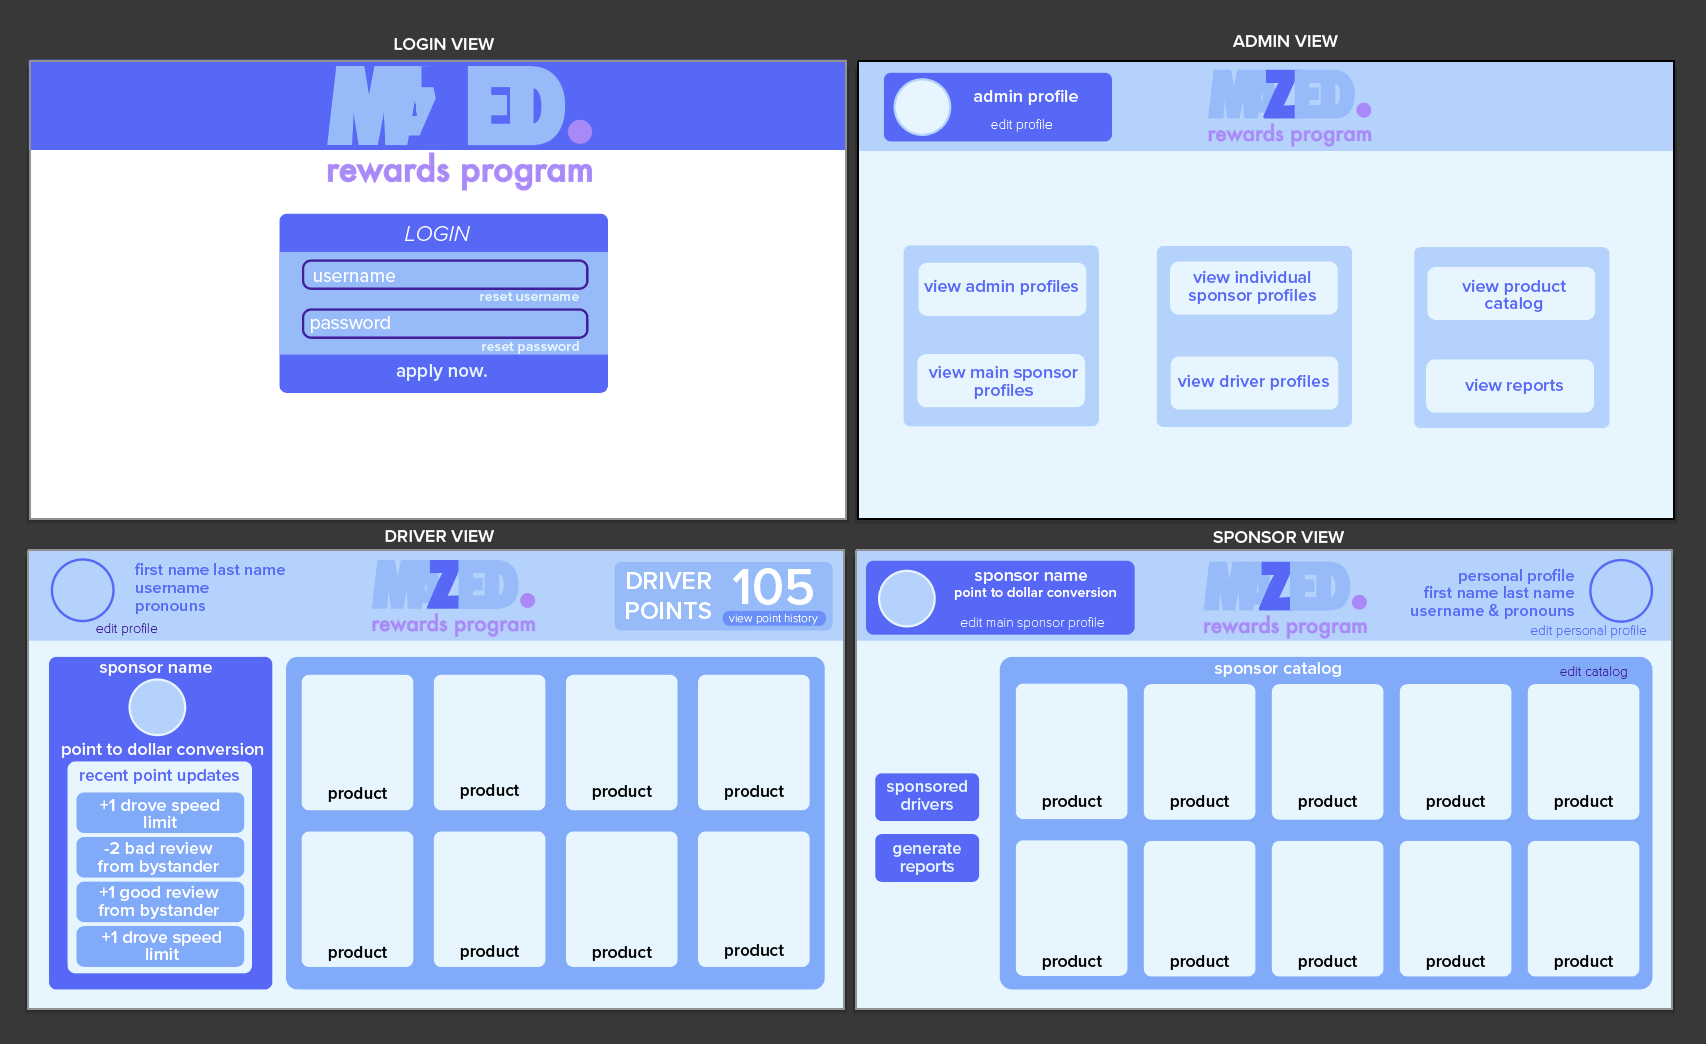 LOGIN VIEW
MAZED.
rewards program
LOGIN
username
reset username
password
reset password
apply now.
ADMIN VIEW
admin profile
edit profile
MAZED.
rewards program
view admin profiles
view main sponsor
profiles
view individual
sponsor profiles
view driver profiles
view product
catalog
view reports
DRIVER VIEW
first name last name
username
pronouns
edit profile
MAZED.
rewards program
DRIVER
POINTS
105
view point history
sponsor name
point to dollar conversion
recent point updates
+1 drove speed
limit
-2 bad review
from bystander
+1 good review
from bystander
+1 drove speed
limit
product
product
product
product
product
product
product
product
SPONSOR VIEW
sponsor name
point to dollar conversion
edit main sponsor profile
MAZED.
rewards program
personal profile
first name last name
username & pronouns
edit personal profile
sponsored
drivers
generate
reports
sponsor catalog
edit catalog
product
product
product
product
product
product
product
product
product
product